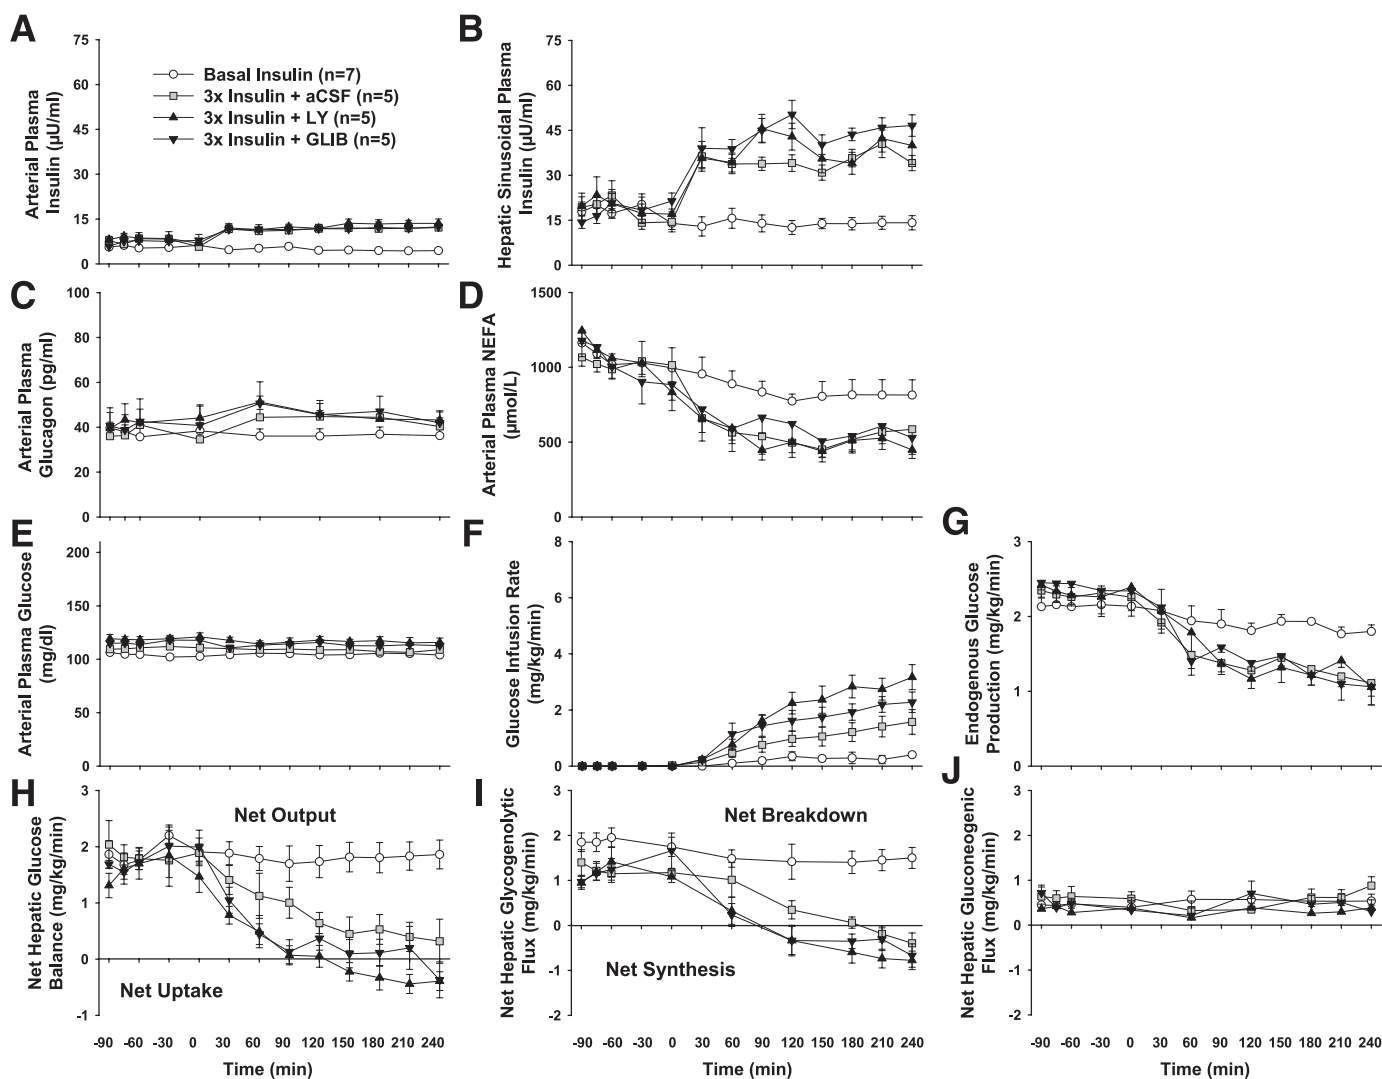 A
Arterial Plasma
Insulin (µU/ml)
75
60
45
30
15
0
Basal Insulin (n=7)
3x Insulin + aCSF (n=5)
3x Insulin + LY (n=5)
3x Insulin + GLIB (n=5)
B
Hepatic Sinusoidal Plasma
Insulin (µU/ml)
75
60
45
30
15
0
C
Arterial Plasma
Glucagon (pg/ml)
100
80
60
40
20
0
D
Arterial Plasma NEFA
(µmol/L)
1500
1000
500
0
E
Arterial Plasma Glucose
(mg/dl)
200
150
100
50
0
F
Glucose Infusion Rate
(mg/kg/min)
8
6
4
2
0
G
Endogenous Glucose
Production (mg/kg/min)
3
2
1
0
H
Net Hepatic Glucose
Balance (mg/kg/min)
3
2
1
0
-1
Net Output
Net Uptake
-90 -60 -30 0 30 60 90 120 150 180 210 240
Time (min)
I
Net Hepatic Glycogenolytic
Flux (mg/kg/min)
3
2
1
0
-1
-2
Net Breakdown
Net Synthesis
-90 -60 -30 0 30 60 90 120 150 180 210 240
Time (min)
J
Net Hepatic Gluconeogenic
Flux (mg/kg/min)
3
2
1
0
-1
-2
-90 -60 -30 0 30 60 90 120 150 180 210 240
Time (min)